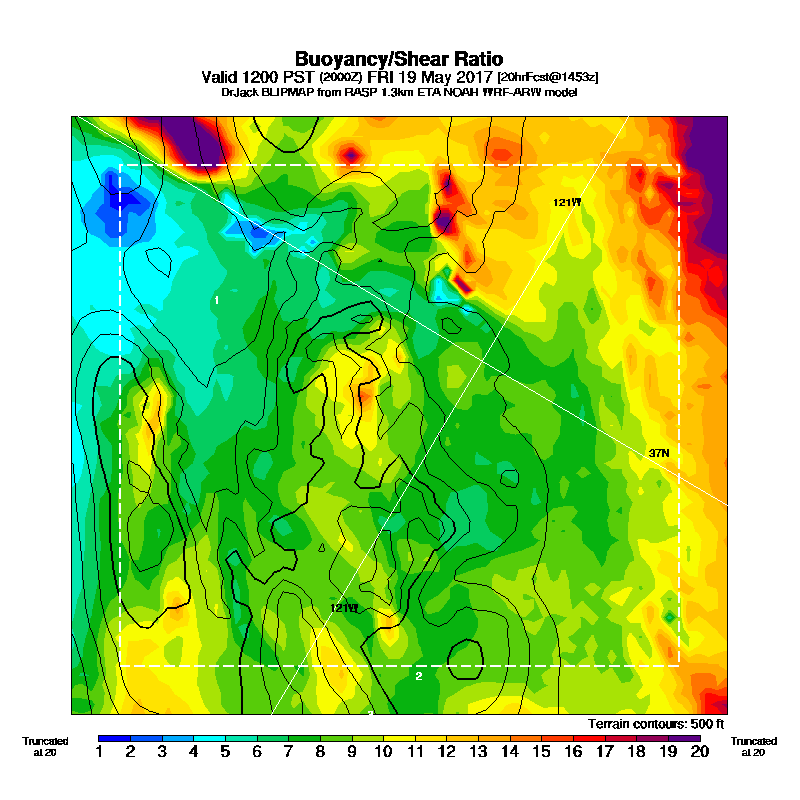 Buoyancy/Shear Ratio
Valid 1200 PST (2000Z) FRI 19 May 2017 [20hrFcst@1453z]
DrJack BLIPMAP from RASP 1.3km ETA NOAH WRF-ARW model
121W
1
37N
121W
2
Terrain contours: 500 ft
Truncated at 20
1 2 3 4 5 6 7 8 9 10 11 12 13 14 15 16 17 18 19 20
Truncated at 20